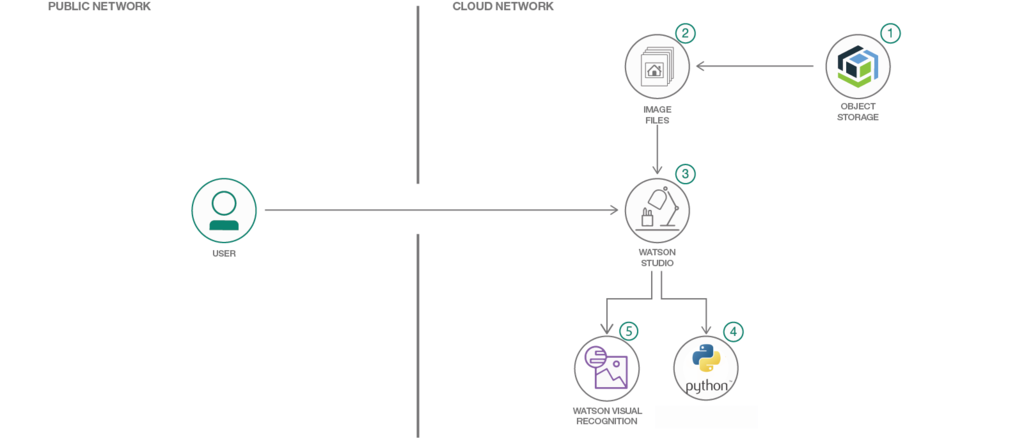 PUBLIC NETWORK
CLOUD NETWORK
2
1
IMAGE
FILES
OBJECT
STORAGE
3
USER
WATSON
STUDIO
5
4
python™
WATSON VISUAL
RECOGNITION